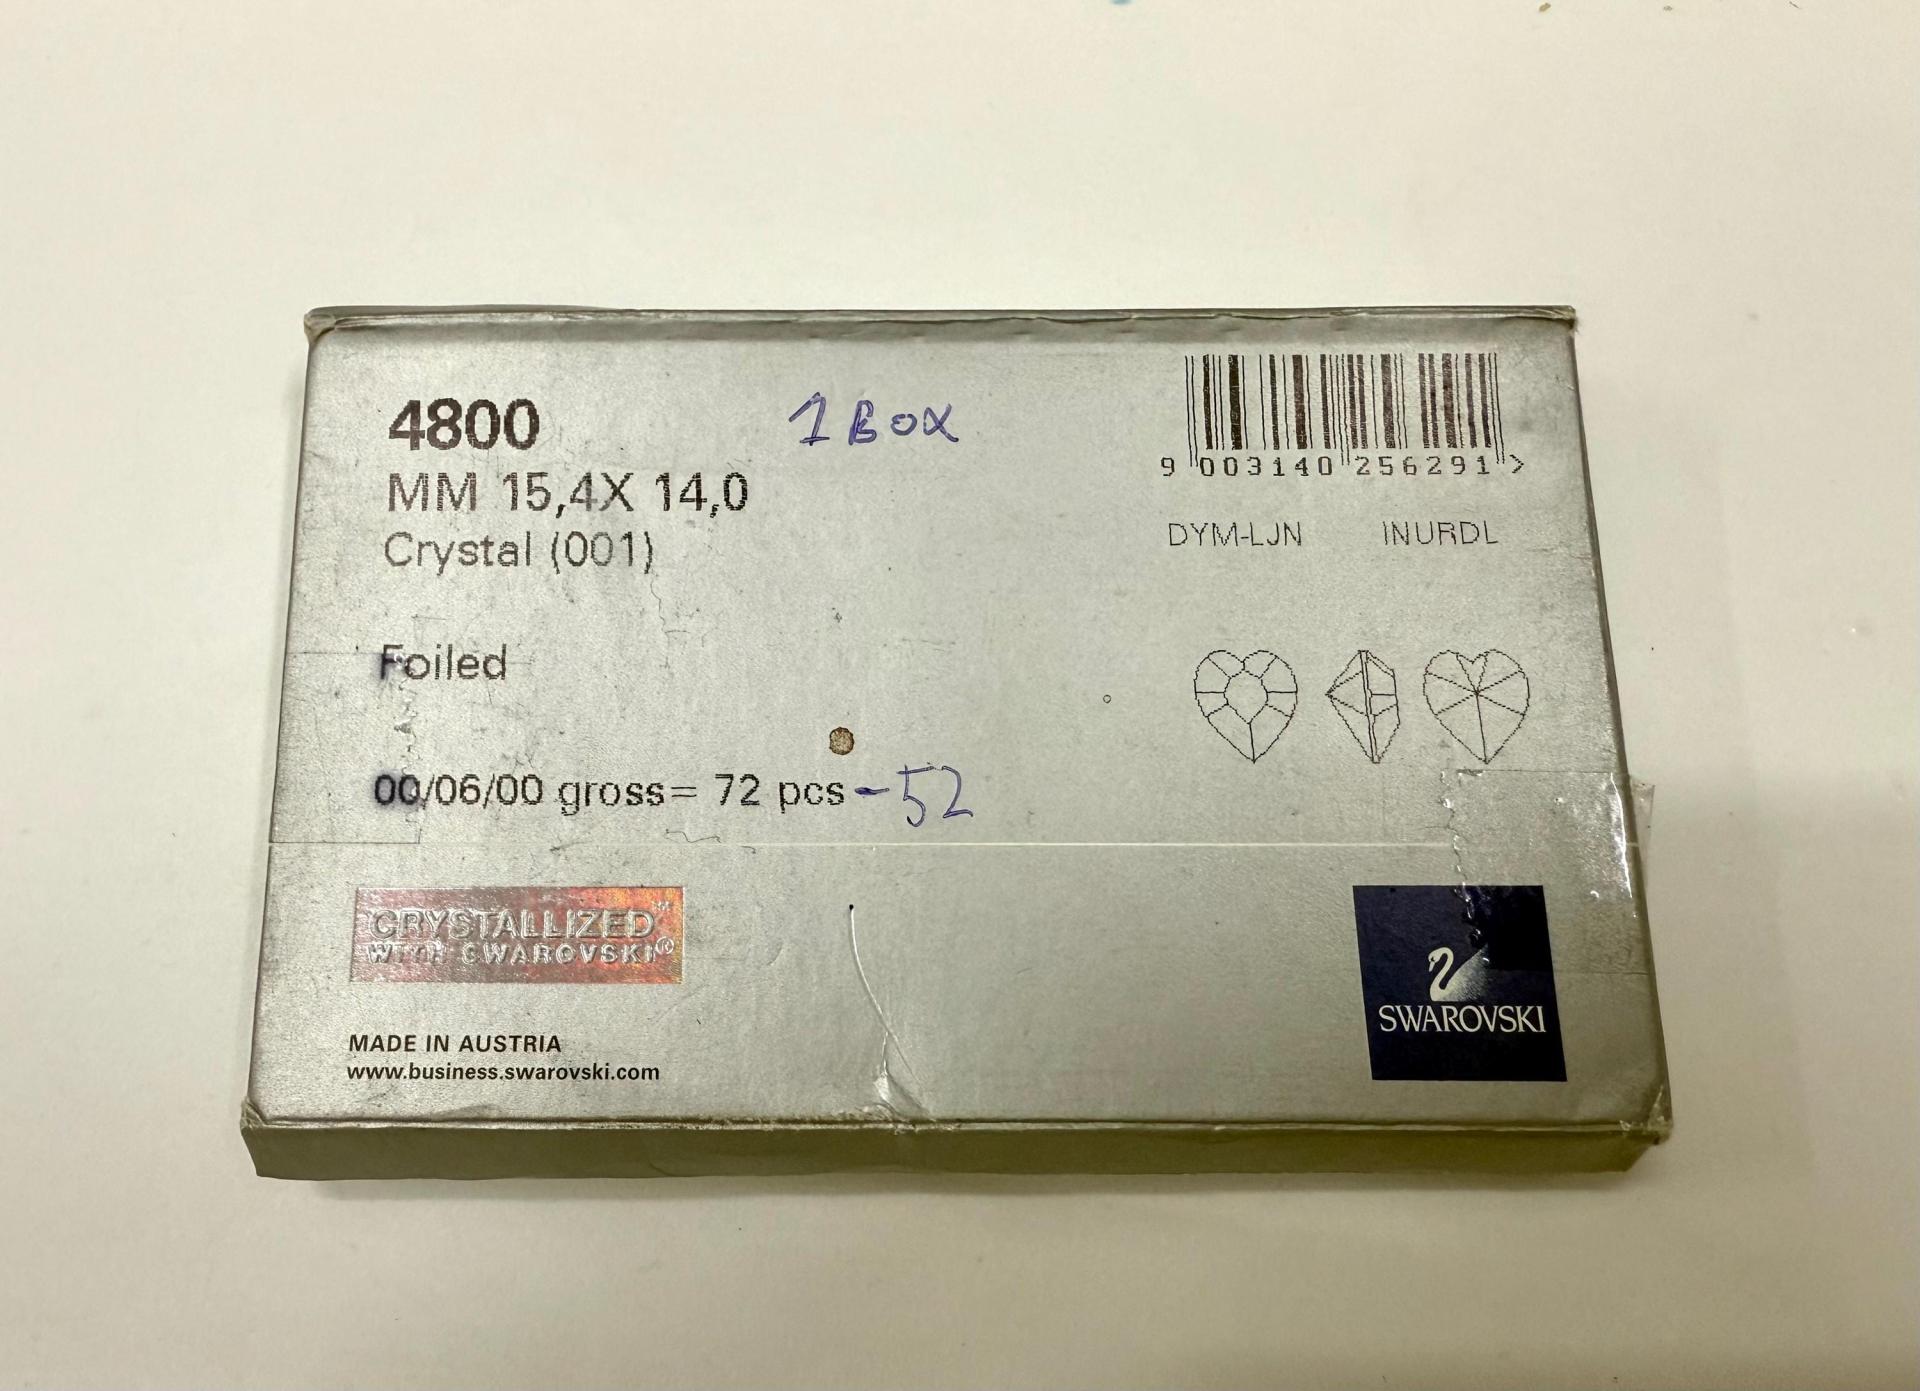 4800
1 BOX
MM 15,4X 14,0
Crystal (001)
9 003140 256291 >
DYM-LJN INURDL
Foiled
00/06/00 gross= 72 pcs -52
CRYSTALLIZED™
WITH SWAROVSKI®
MADE IN AUSTRIA
www.business.swarovski.com
SWAROVSKI